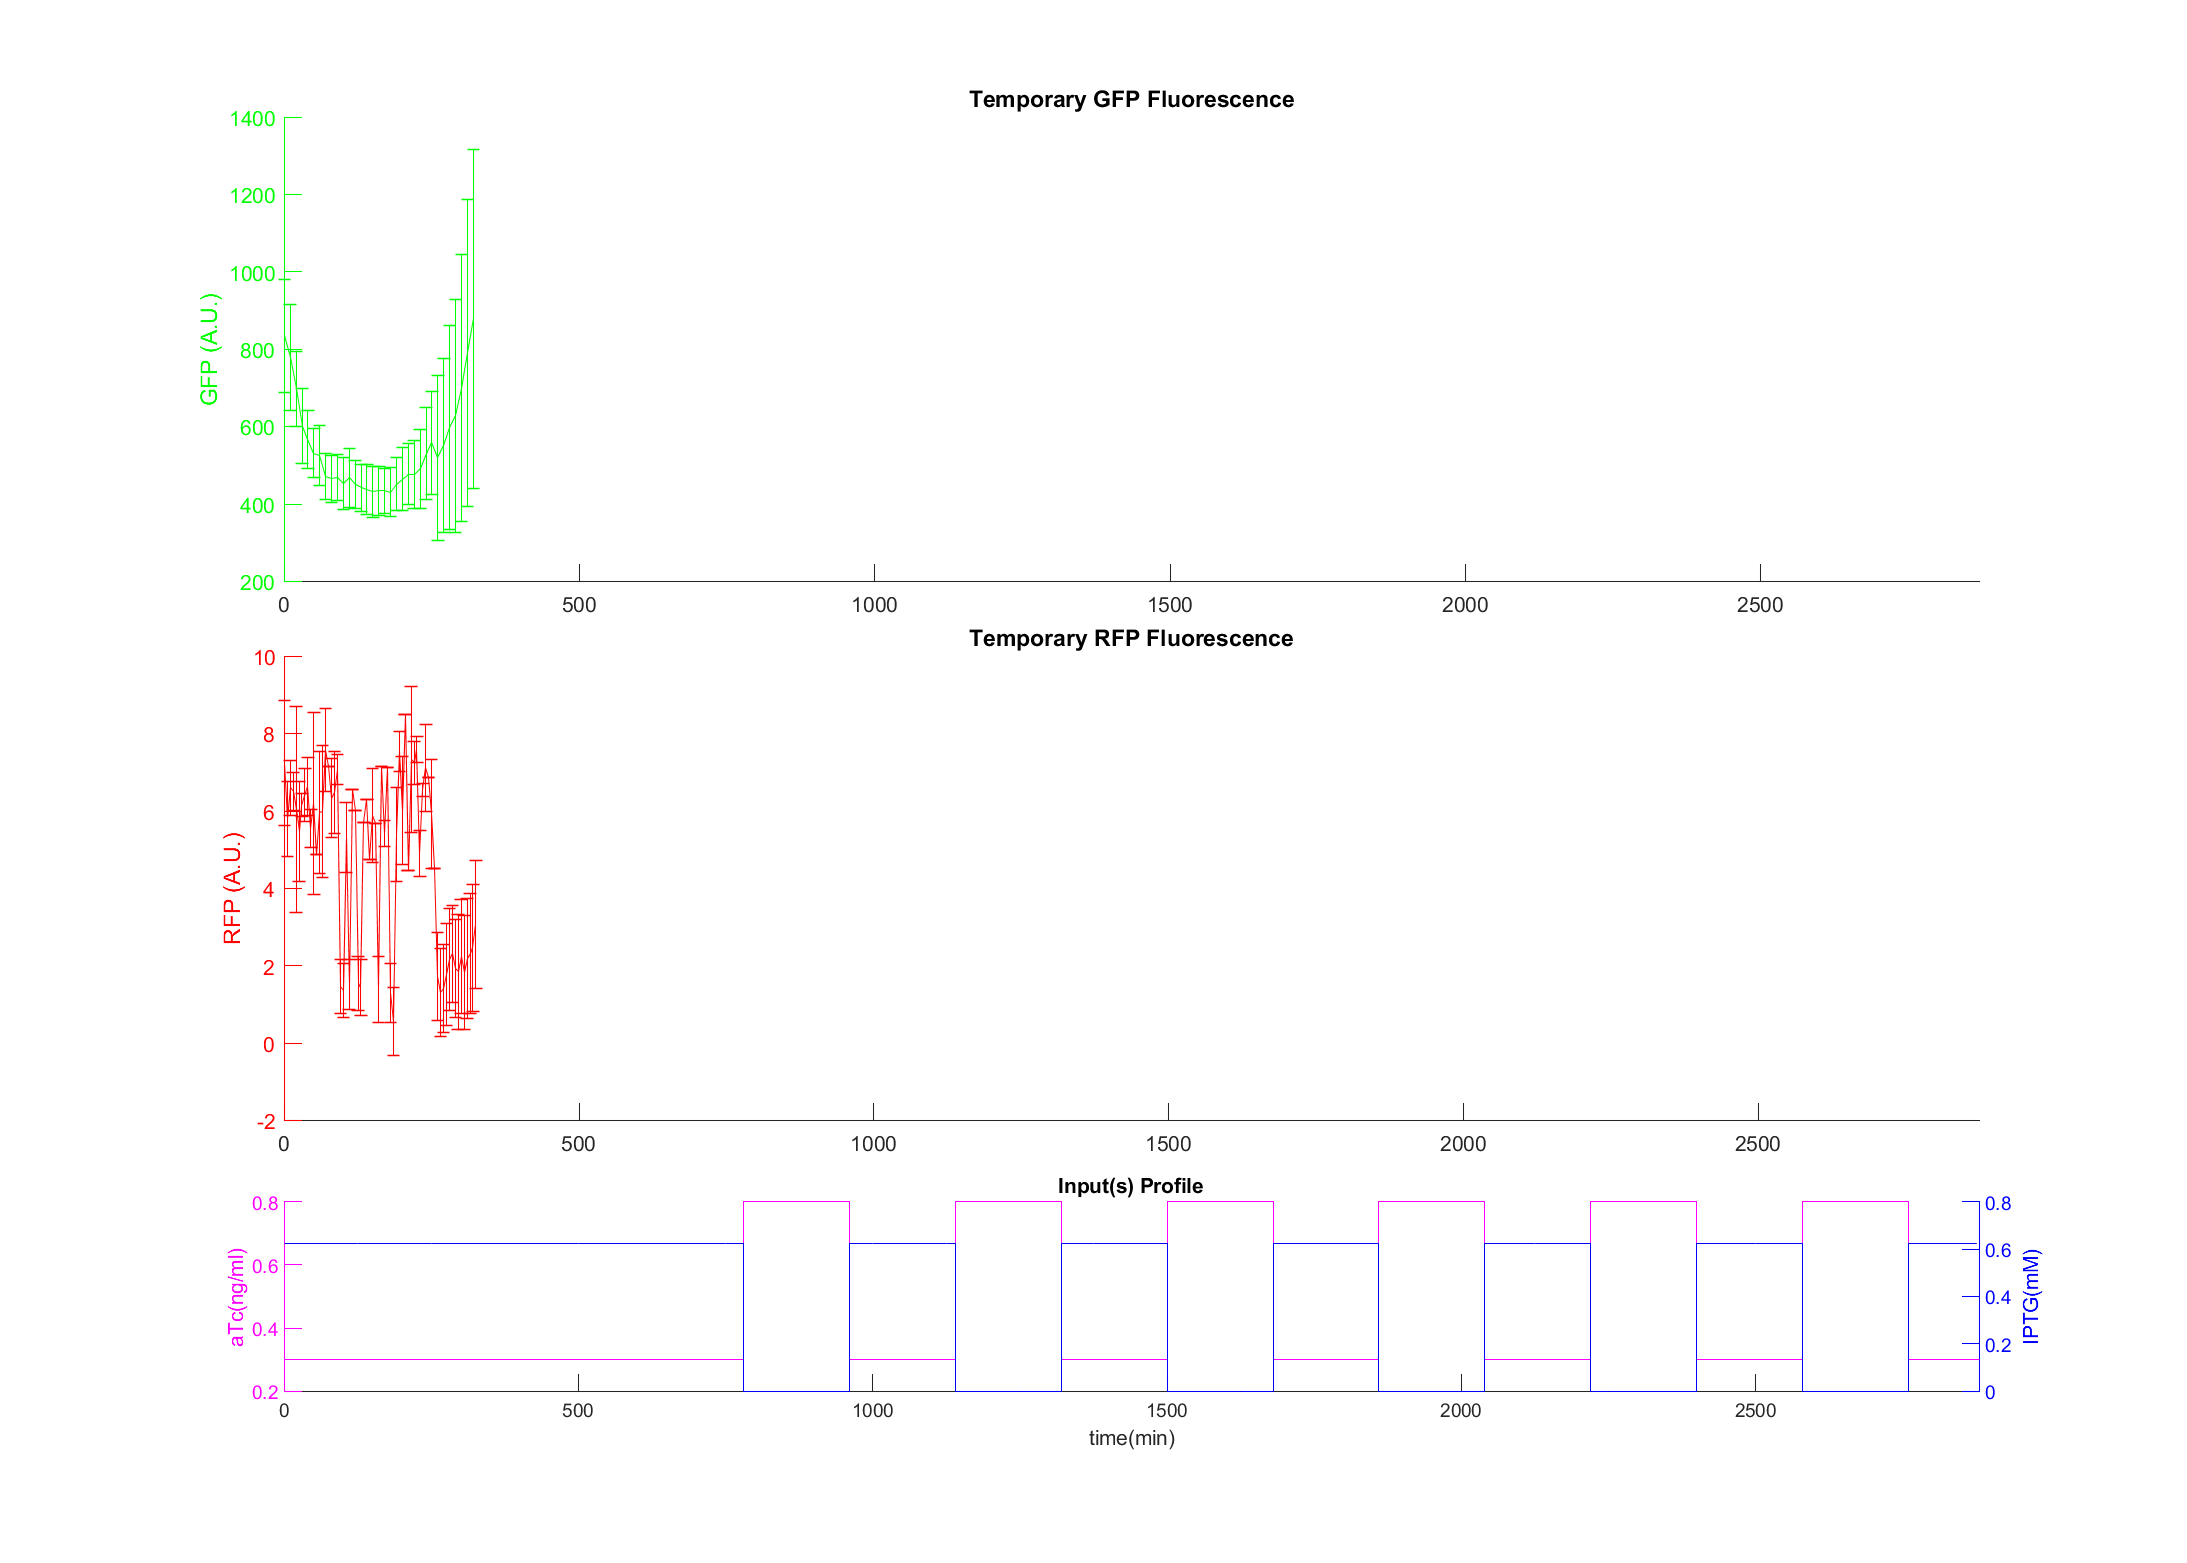 Temporary GFP Fluorescence
GFP (A.U.)
1400
1200
1000
800
600
400
200
0 500 1000 1500 2000 2500
Temporary RFP Fluorescence
RFP (A.U.)
10
8
6
4
2
0
-2
0 500 1000 1500 2000 2500
Input(s) Profile
aTc(ng/ml)
0.8
0.6
0.4
0.2
0.8
0.6
0.4
0.2
0
IPTG(mM)
0 500 1000 1500 2000 2500
time(min)